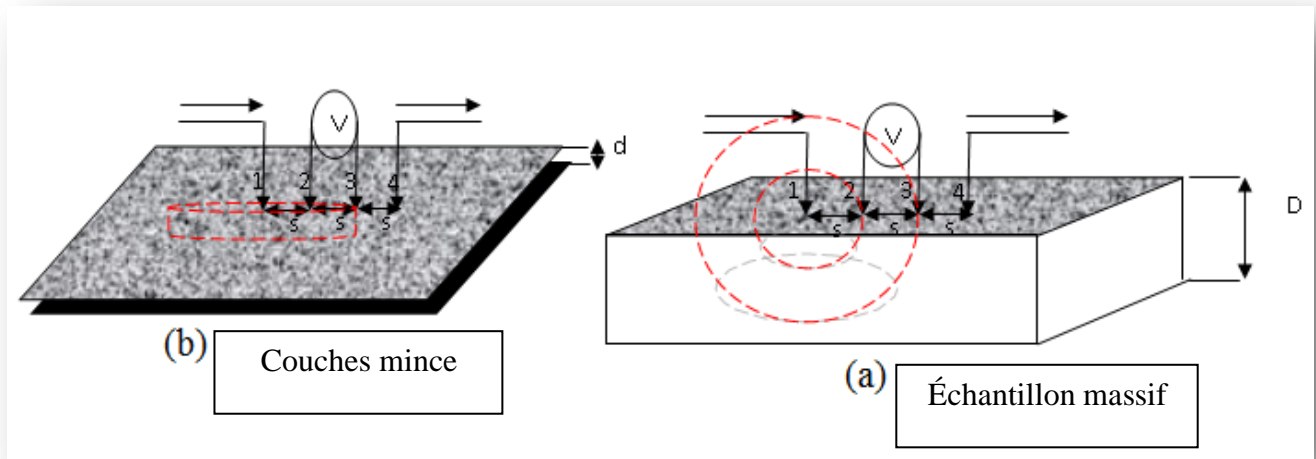 V
d
1 2 3 4
s s s
(b)
Couches mince
V
1 2 3 4
s s s
D
(a)
Échantillon massif